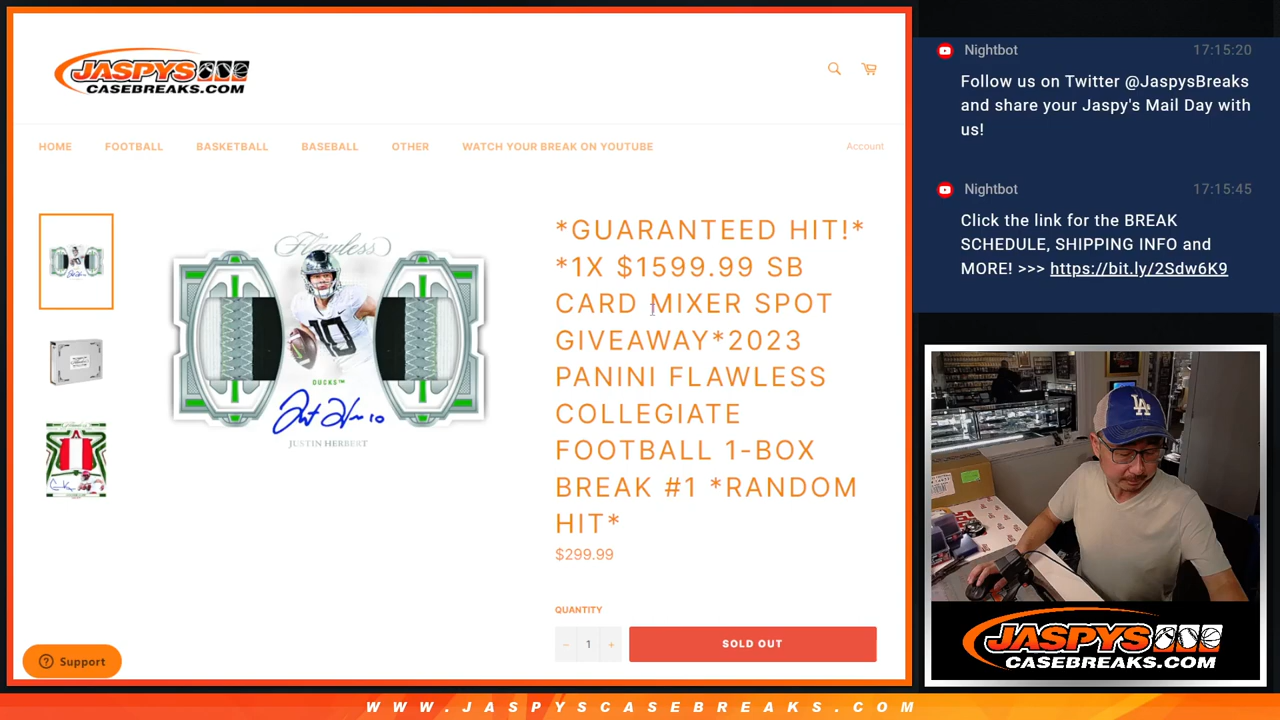 JASPYS
CASEBREAKS.COM
HOME
FOOTBALL
BASKETBALL
BASEBALL
OTHER
WATCH YOUR BREAK ON YOUTUBE
Account
Flawless
10
DUCKS™
JUSTIN HERBERT
*GUARANTEED HIT!*
*1X $1599.99 SB
CARD MIXER SPOT
GIVEAWAY*2023
PANINI FLAWLESS
COLLEGIATE
FOOTBALL 1-BOX
BREAK #1 *RANDOM
HIT*
$299.99
QUANTITY
− 1 +
SOLD OUT
Support
Nightbot 17:15:20
Follow us on Twitter @JaspysBreaks
and share your Jaspy's Mail Day with
us!
Nightbot 17:15:45
Click the link for the BREAK
SCHEDULE, SHIPPING INFO and
MORE! >>> https://bit.ly/2Sdw6K9
LA
JASPYS
CASEBREAKS.COM
WWW.JASPYSCASEBREAKS.COM